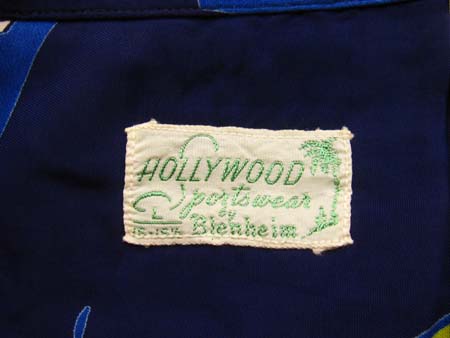 HOLLYWOOD
Sportswear
by
L
15-15½ Blenheim